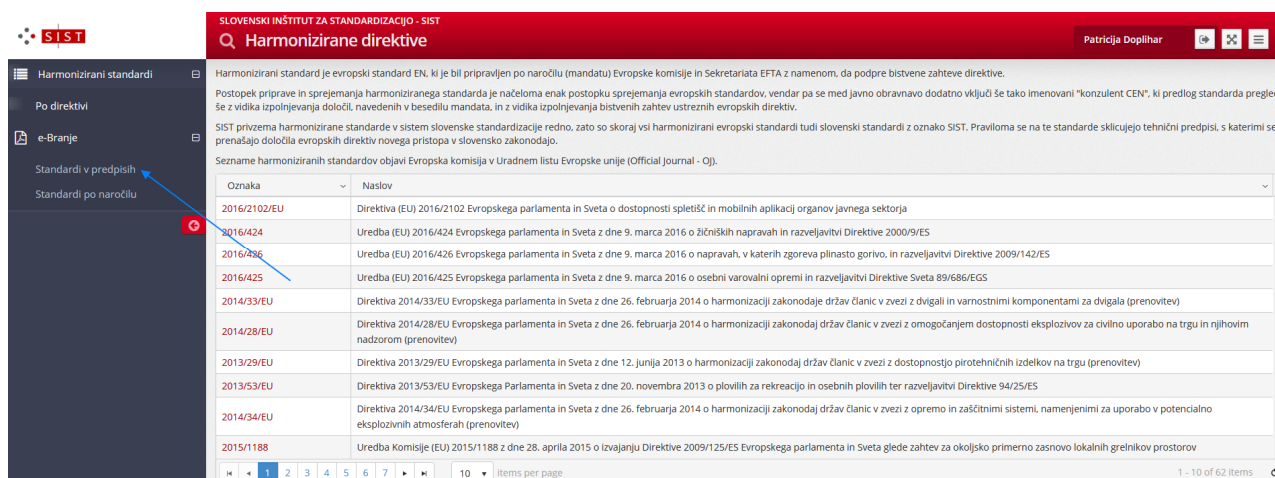 SIST
SLOVENSKI INŠTITUT ZA STANDARDIZACIJO - SIST
Harmonizirane direktive
Patricija Doplihar
Harmonizirani standardi
Po direktivi
e-Branje
Standardi v predpisih
Standardi po naročilu
Harmonizirani standard je evropski standard EN, ki je bil pripravljen po naročilu (mandatu) Evropske komisije in Sekretariata EFTA z namenom, da podpre bistvene zahteve direktive.
Postopek priprave in sprejemanja harmoniziranega standarda je načeloma enak postopku sprejemanja evropskih standardov, vendar pa se med javno obravnavo dodatno vključi še tako imenovani "konzulent CEN", ki predlog standarda pregle
še z vidika izpolnjevanja določil, navedenih v besedilu mandata, in z vidika izpolnjevanja bistvenih zahtev ustreznih evropskih direktiv.
SIST privzema harmonizirane standarde v sistem slovenske standardizacije redno, zato so skoraj vsi harmonizirani evropski standardi tudi slovenski standardi z oznako SIST. Praviloma se na te standarde sklicujejo tehnični predpisi, s katerimi se
prenašajo določila evropskih direktiv novega pristopa v slovensko zakonodajo.
Sezname harmoniziranih standardov objavi Evropska komisija v Uradnem listu Evropske unije (Official Journal - OJ).
Oznaka Naslov
2016/2102/EU Direktiva (EU) 2016/2102 Evropskega parlamenta in Sveta o dostopnosti spletišč in mobilnih aplikacij organov javnega sektorja
2016/424 Uredba (EU) 2016/424 Evropskega parlamenta in Sveta z dne 9. marca 2016 o žičniških napravah in razveljavitvi Direktive 2000/9/ES
2016/426 Uredba (EU) 2016/426 Evropskega parlamenta in Sveta z dne 9. marca 2016 o napravah, v katerih zgoreva plinasto gorivo, in razveljavitvi Direktive 2009/142/ES
2016/425 Uredba (EU) 2016/425 Evropskega parlamenta in Sveta z dne 9. marca 2016 o osebni varovalni opremi in razveljavitvi Direktive Sveta 89/686/EGS
2014/33/EU Direktiva 2014/33/EU Evropskega parlamenta in Sveta z dne 26. februarja 2014 o harmonizaciji zakonodaje držav članic v zvezi z dvigali in varnostnimi komponentami za dvigala (prenovitev)
2014/28/EU Direktiva 2014/28/EU Evropskega parlamenta in Sveta z dne 26. februarja 2014 o harmonizaciji zakonodaj držav članic v zvezi z omogočanjem dostopnosti eksplozivov za civilno uporabo na trgu in njihovim
nadzorom (prenovitev)
2013/29/EU Direktiva 2013/29/EU Evropskega parlamenta in Sveta z dne 12. junija 2013 o harmonizaciji zakonodaj držav članic v zvezi z dostopnostjo pirotehničnih izdelkov na trgu (prenovitev)
2013/53/EU Direktiva 2013/53/EU Evropskega Parlamenta in Sveta z dne 20. novembra 2013 o plovilih za rekreacijo in osebnih plovilih ter razveljavitvi Direktive 94/25/ES
2014/34/EU Direktiva 2014/34/EU Evropskega parlamenta in Sveta z dne 26. februarja 2014 o harmonizaciji zakonodaj držav članic v zvezi z opremo in zaščitnimi sistemi, namenjenimi za uporabo v potencialno
eksplozivnih atmosferah (prenovitev)
2015/1188 Uredba Komisije (EU) 2015/1188 z dne 28. aprila 2015 o izvajanju Direktive 2009/125/ES Evropskega parlamenta in Sveta glede zahtev za okoljsko primerno zasnovo lokalnih grelnikov prostorov
1 2 3 4 5 6 7 10 items per page 1 - 10 of 62 items